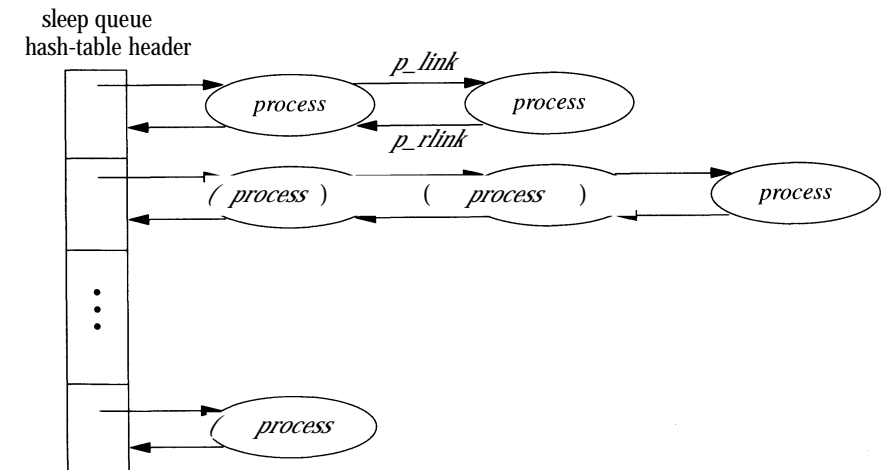 sleep queue
hash-table header
p_link
process
process
p_rlink
( process )
( process )
process
process